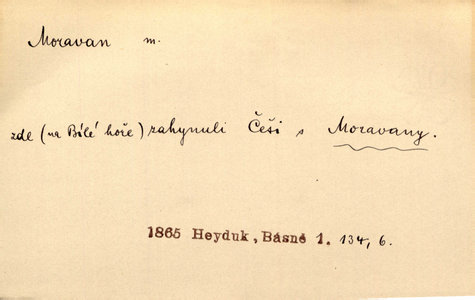 Moravan m.
zde (na Bílé hoře) zahynuli Češi s Moravany.
1865 Heyduk, Básně 1. 134, 6.